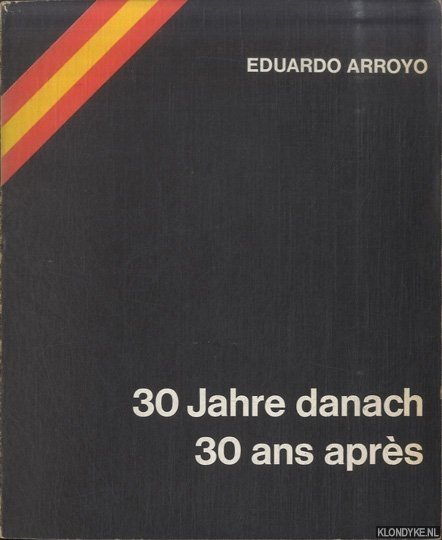 EDUARDO ARROYO
30 Jahre danach
30 ans après
KLONDYKE.NL